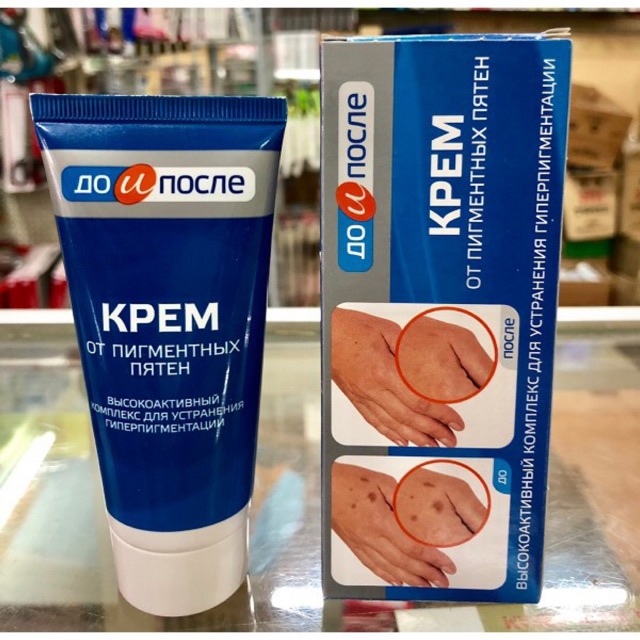 ДО и ПОСЛЕ
КРЕМ
ОТ ПИГМЕНТНЫХ
ПЯТЕН
ВЫСОКОАКТИВНЫЙ
КОМПЛЕКС ДЛЯ УСТРАНЕНИЯ
ГИПЕРПИГМЕНТАЦИИ
ДО и ПОСЛЕ
КРЕМ
ОТ ПИГМЕНТНЫХ ПЯТЕН
ВЫСОКОАКТИВНЫЙ КОМПЛЕКС ДЛЯ УСТРАНЕНИЯ ГИПЕРПИГМЕНТАЦИИ
ПОСЛЕ
ДО